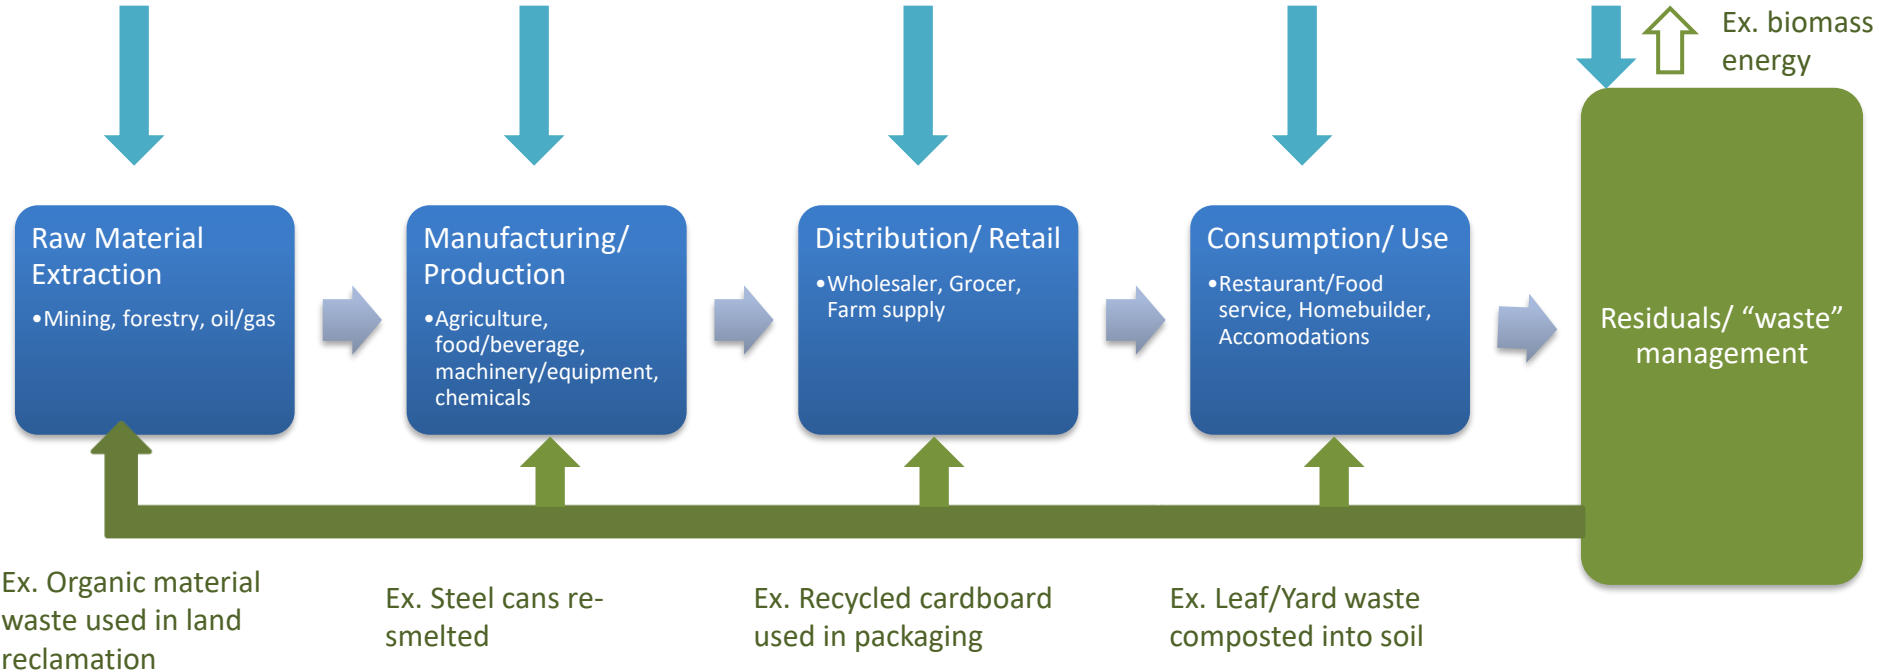 Ex. biomass
energy
Raw Material
Extraction
•Mining, forestry, oil/gas
Manufacturing/
Production
•Agriculture,
food/beverage,
machinery/equipment,
chemicals
Distribution/ Retail
•Wholesaler, Grocer,
Farm supply
Consumption/ Use
•Restaurant/Food
service, Homebuilder,
Accomodations
Residuals/ “waste”
management
Ex. Organic material
waste used in land
reclamation
Ex. Steel cans re-
smelted
Ex. Recycled cardboard
used in packaging
Ex. Leaf/Yard waste
composted into soil